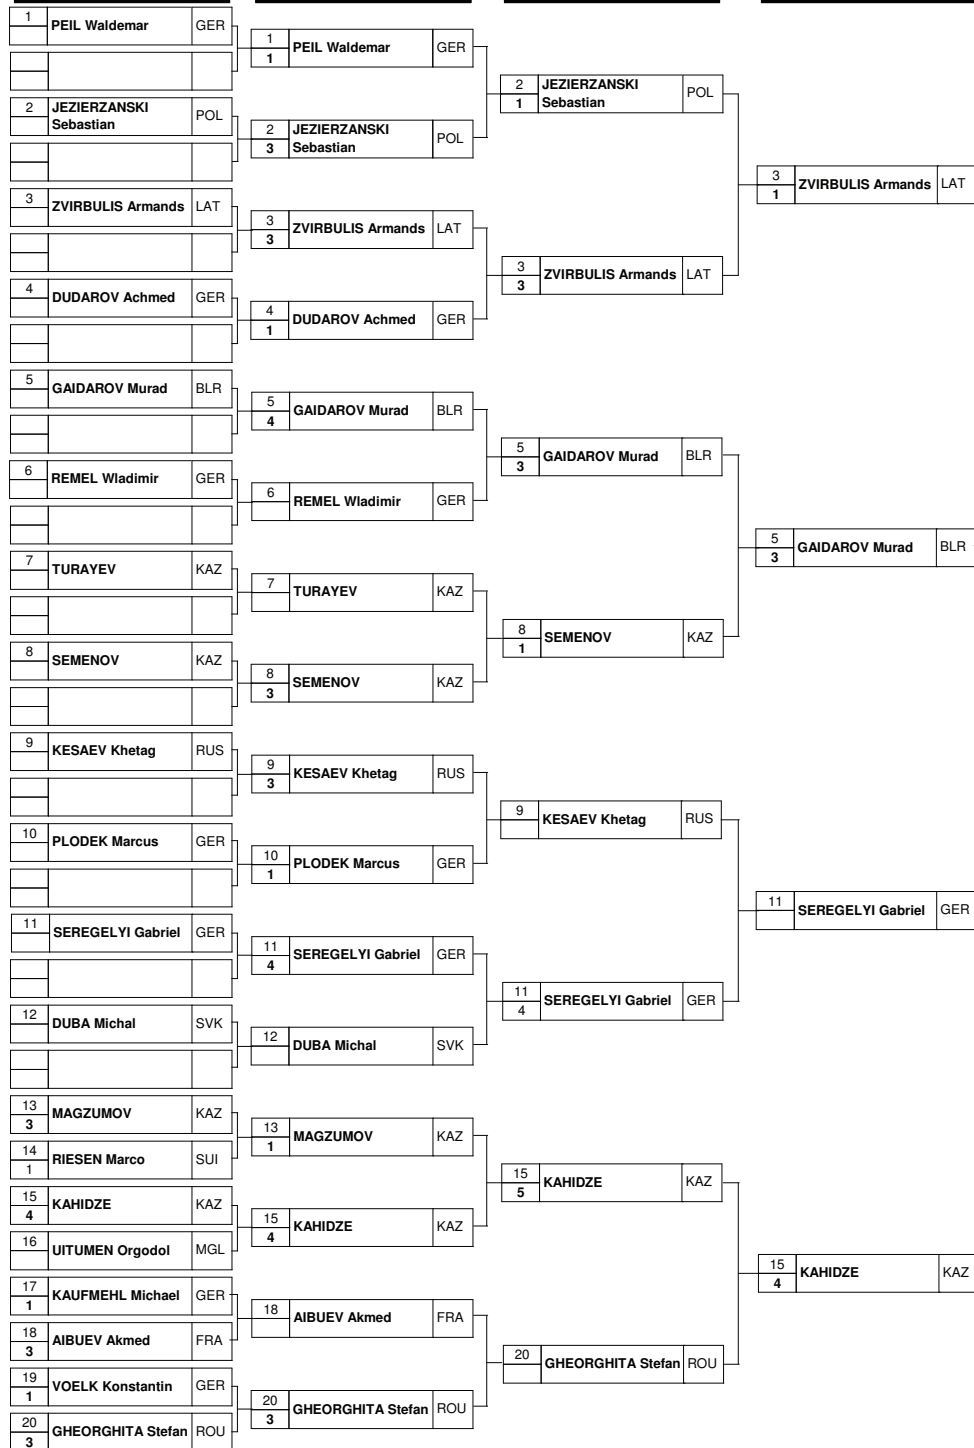 1
PEIL Waldemar GER
2
JEZIERZANSKI
Sebastian
POL
3
ZVIRBULIS Armands LAT
4
DUDAROV Achmed GER
5
GAIDAROV Murad BLR
6
REMEL Wladimir GER
7
TURAYEV KAZ
8
SEMENOV KAZ
9
KESAEV Khetag RUS
10
PLODEK Marcus GER
11
SEREGELYI Gabriel GER
12
DUBA Michal SVK
13
MAGZUMOV KAZ
3
14
RIESEN Marco SUI
1
15
KAHIDZE KAZ
4
16
UITUMEN Orgodol MGL
17
KAUFMEHL Michael GER
1
18
AIBUEV Akmed FRA
3
19
VOELK Konstantin GER
1
20
GHEORGHITA Stefan ROU
3
1
PEIL Waldemar GER
1
2
JEZIERZANSKI
Sebastian
POL
3
3
ZVIRBULIS Armands LAT
3
4
DUDAROV Achmed GER
1
5
GAIDAROV Murad BLR
4
6
REMEL Wladimir GER
7
TURAYEV KAZ
8
SEMENOV KAZ
3
9
KESAEV Khetag RUS
3
10
PLODEK Marcus GER
1
11
SEREGELYI Gabriel GER
4
12
DUBA Michal SVK
13
MAGZUMOV KAZ
1
15
KAHIDZE KAZ
4
18
AIBUEV Akmed FRA
20
GHEORGHITA Stefan ROU
3
2
JEZIERZANSKI
Sebastian
POL
1
3
ZVIRBULIS Armands LAT
3
5
GAIDAROV Murad BLR
3
8
SEMENOV KAZ
1
9
KESAEV Khetag RUS
11
SEREGELYI Gabriel GER
4
15
KAHIDZE KAZ
5
20
GHEORGHITA Stefan ROU
3
ZVIRBULIS Armands LAT
1
5
GAIDAROV Murad BLR
3
11
SEREGELYI Gabriel GER
15
KAHIDZE KAZ
4